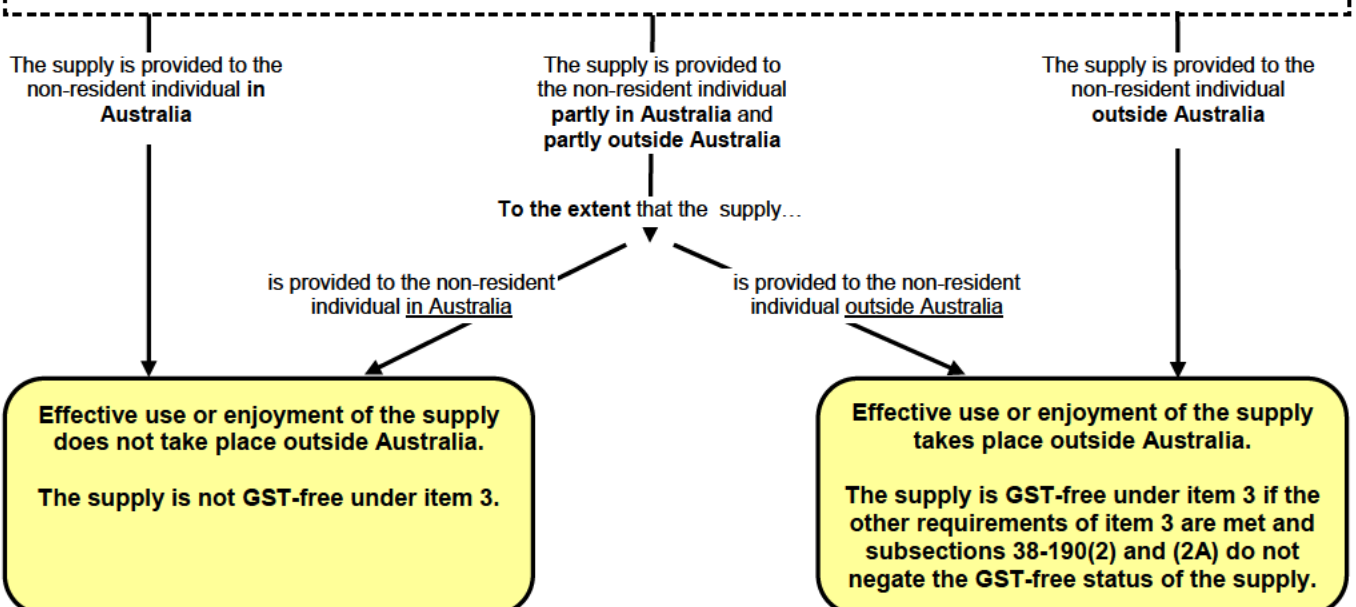 The supply is provided to the
non-resident individual in
Australia
The supply is provided to
the non-resident individual
partly in Australia and
partly outside Australia
The supply is provided to the
non-resident individual
outside Australia
To the extent that the supply…
is provided to the non-resident
individual in Australia
is provided to the non-resident
individual outside Australia
Effective use or enjoyment of the supply
does not take place outside Australia.
The supply is not GST-free under item 3.
Effective use or enjoyment of the supply
takes place outside Australia.
The supply is GST-free under item 3 if the
other requirements of item 3 are met and
subsections 38-190(2) and (2A) do not
negate the GST-free status of the supply.